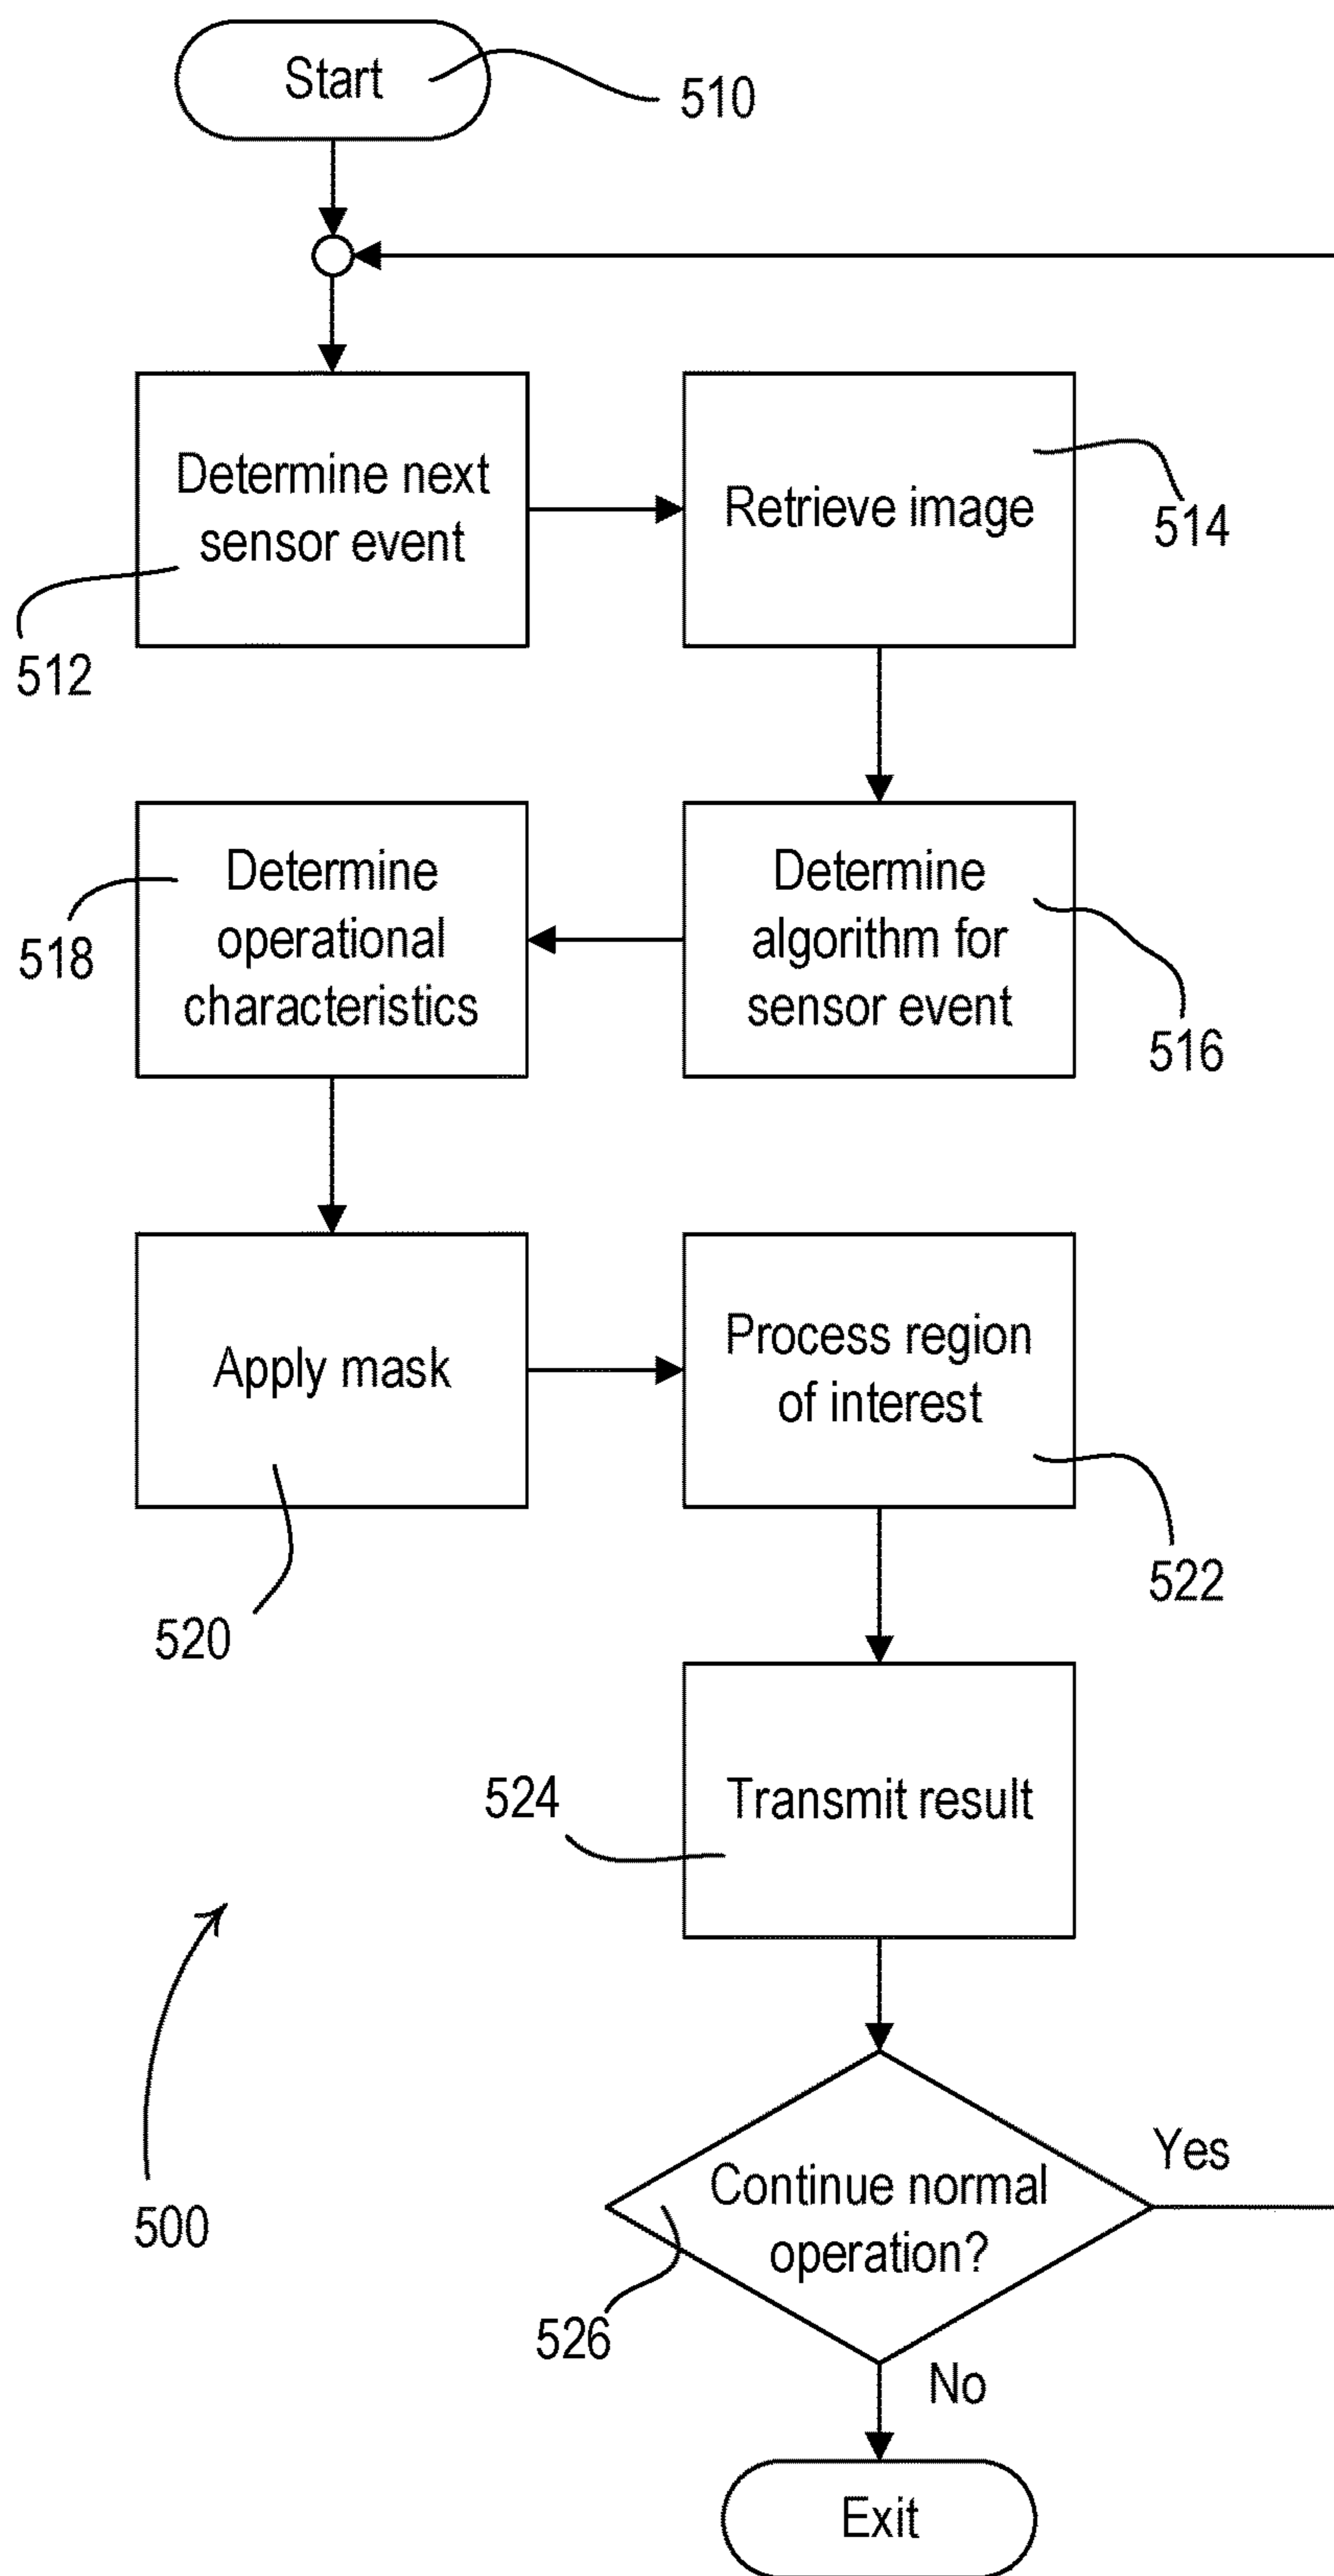 Start
510
Determine next
sensor event
512
Retrieve image
514
Determine
algorithm for
sensor event
516
Determine
operational
characteristics
518
Apply mask
520
Process region
of interest
522
Transmit result
524
Continue normal
operation?
526
Yes
No
Exit
500